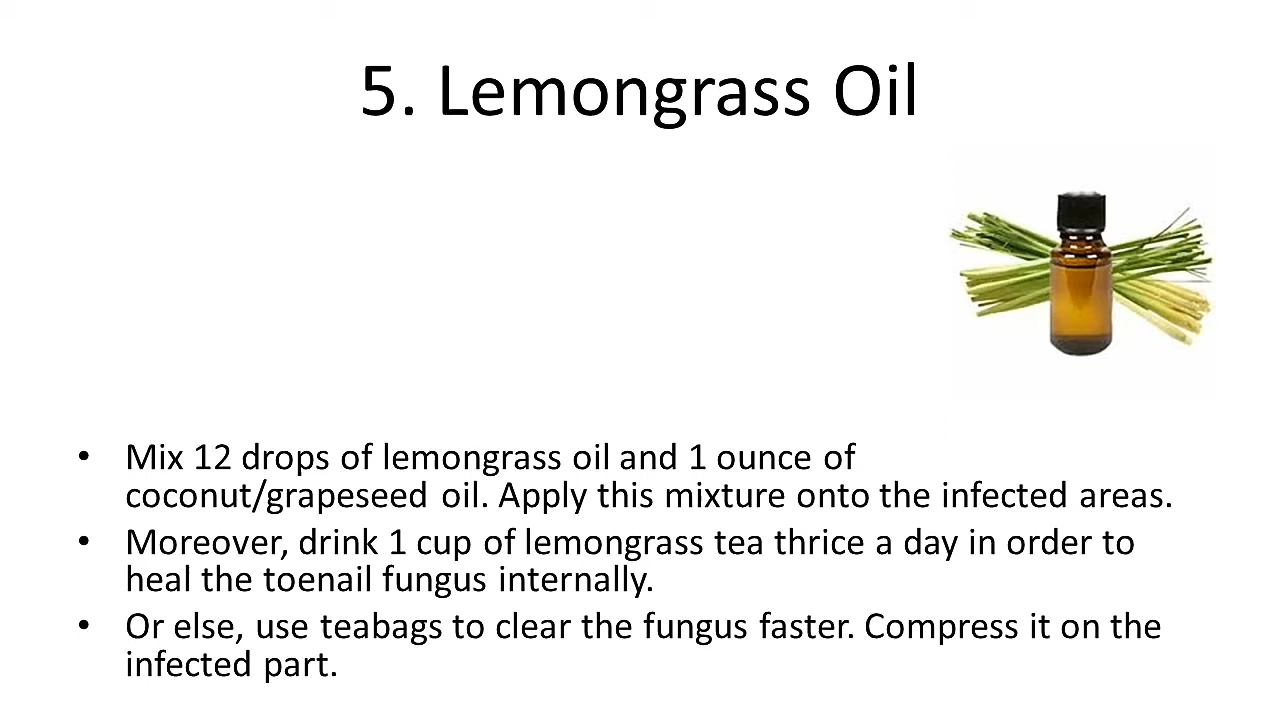 5. Lemongrass Oil
• Mix 12 drops of lemongrass oil and 1 ounce of
coconut/grapeseed oil. Apply this mixture onto the infected areas.
• Moreover, drink 1 cup of lemongrass tea thrice a day in order to
heal the toenail fungus internally.
• Or else, use teabags to clear the fungus faster. Compress it on the
infected part.